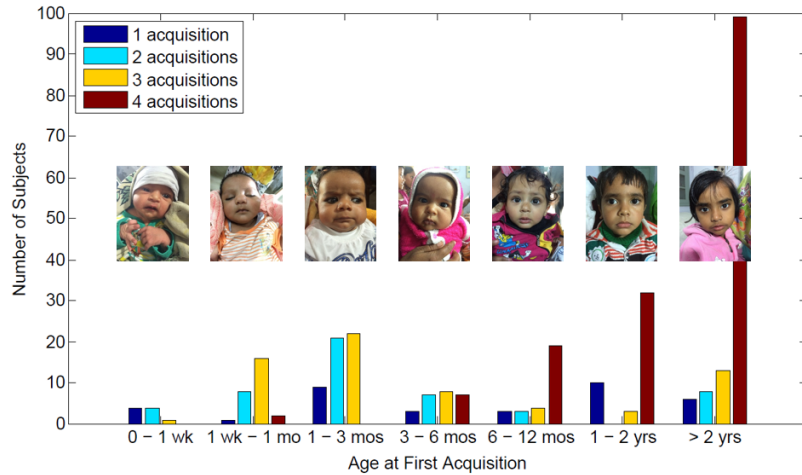 1 acquisition
2 acquisitions
3 acquisitions
4 acquisitions
100
90
80
70
60
50
40
30
20
10
0
Number of Subjects
0 − 1 wk 1 wk − 1 mo 1 − 3 mos 3 − 6 mos 6 − 12 mos 1 − 2 yrs > 2 yrs
Age at First Acquisition